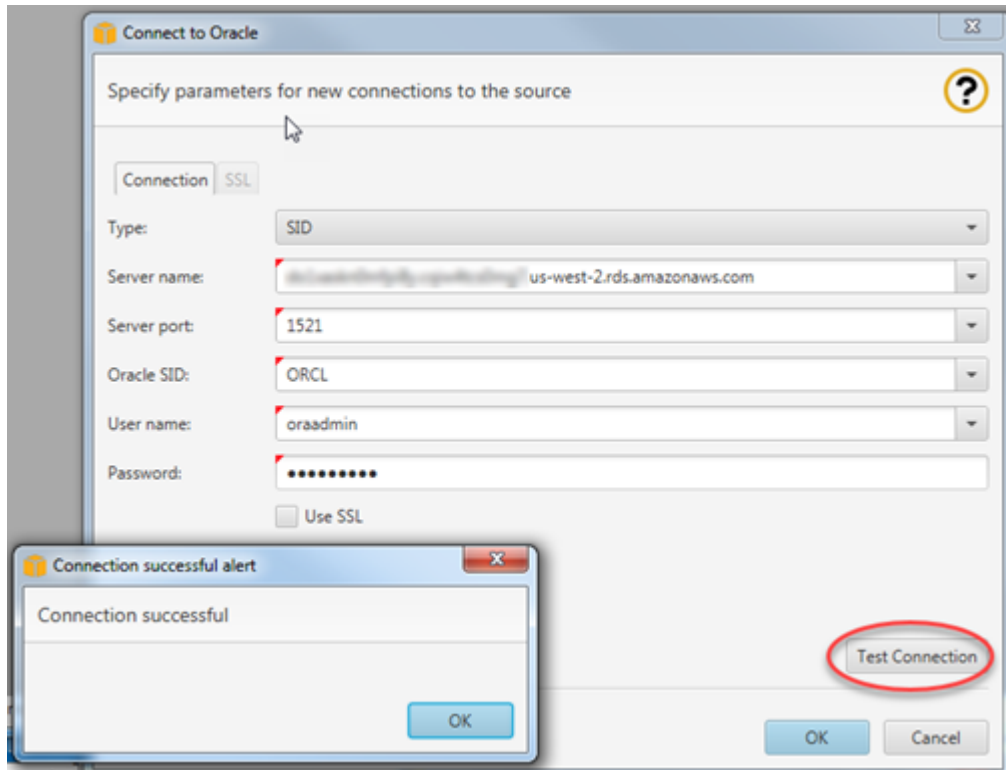 Connect to Oracle
Specify parameters for new connections to the source
?
Connection SSL
Type: SID
Server name: us-west-2.rds.amazonaws.com
Server port: 1521
Oracle SID: ORCL
User name: oraadmin
Password: •••••••••
Use SSL
Connection successful alert
Connection successful
Test Connection
OK
OK Cancel